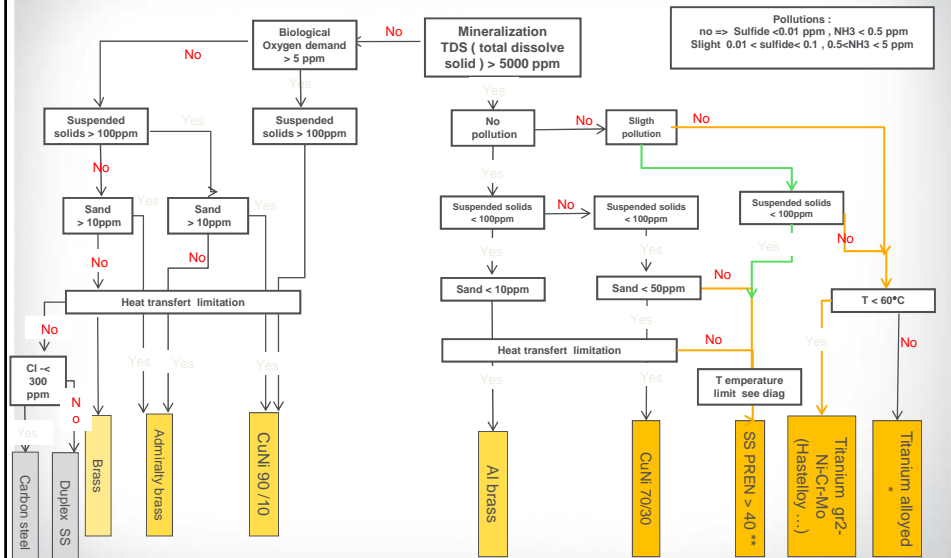 Biological
Oxygen demand
> 5 ppm
No
Mineralization
TDS ( total dissolve
solid ) > 5000 ppm
Pollutions :
no => Sulfide <0.01 ppm , NH3 < 0.5 ppm
Slight 0.01 < sulfide< 0.1 , 0.5<NH3 < 5 ppm
No
Yes
Yes
Suspended
solids > 100ppm
Yes
Suspended
solids > 100ppm
No
pollution
No
Sligth
pollution
No
No
Yes
Sand
> 10ppm
Yes
Sand
> 10ppm
Yes
Suspended solids
< 100ppm
No
Suspended solids
< 100ppm
Suspended solids
< 100ppm
No
No
No
Yes
Yes
Yes
Sand < 10ppm
Sand < 50ppm
No
T < 60°C
Heat transfert limitation
No
Yes
Yes
Yes
Heat transfert limitation
No
Yes
No
Cl -<
300
ppm
N
o
Yes
Yes
Yes
T emperature
limit see diag
Yes
Carbon steel
Duplex SS
Brass
Admiralty brass
CuNi 90 /10
Al brass
CuNi 70/30
SS PREN > 40 **
Titanium gr2-
Ni-Cr-Mo
(Hastelloy ...)
Titanium alloyed
*